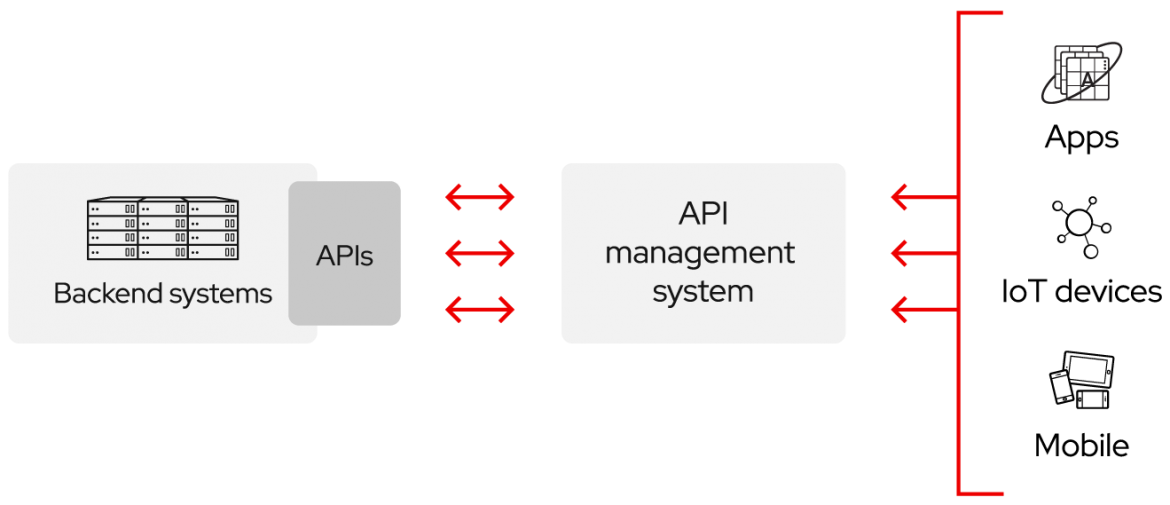 Backend systems
APIs
API
management
system
A
Apps
IoT devices
Mobile